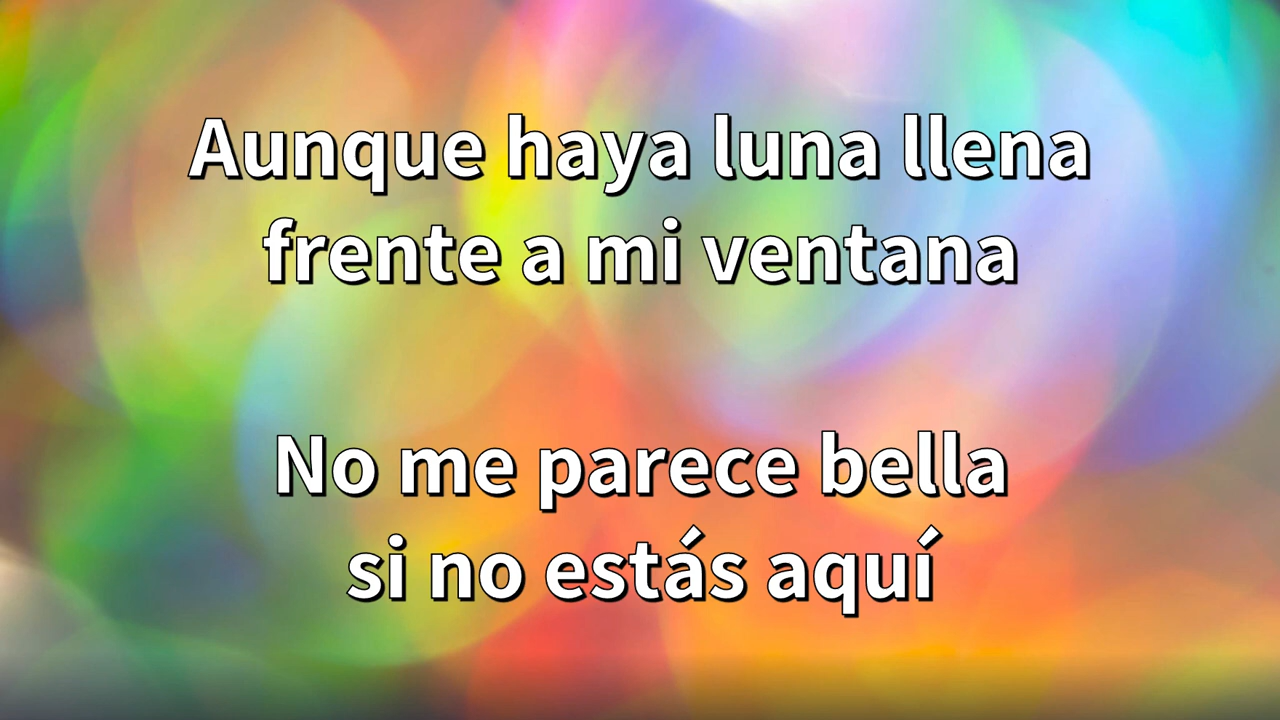 Aunque haya luna llena
frente a mi ventana
No me parece bella
si no estás aquí